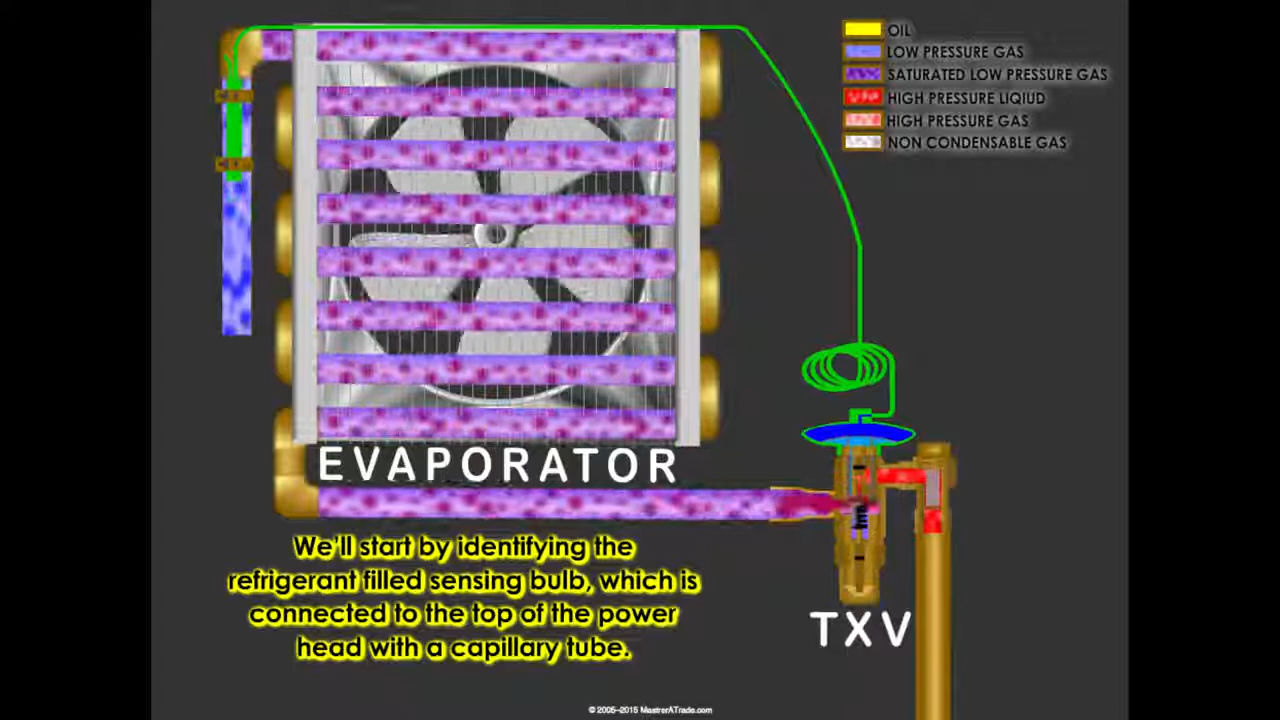 OIL
LOW PRESSURE GAS
SATURATED LOW PRESSURE GAS
HIGH PRESSURE LIQIUD
HIGH PRESSURE GAS
NON CONDENSABLE GAS
EVAPORATOR
We'll start by identifying the
refrigerant filled sensing bulb, which is
connected to the top of the power
head with a capillary tube.
TXV
© 2005-2015 MasterATrade.com